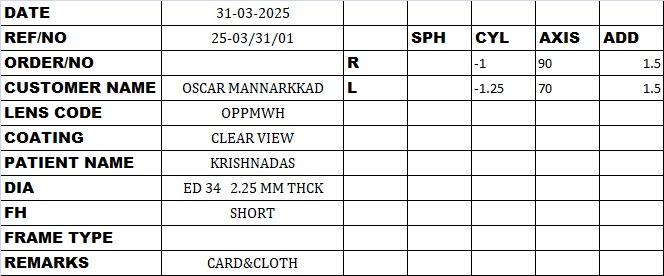 DATE 31-03-2025
REF/NO 25-03/31/01 SPH CYL AXIS ADD
ORDER/NO R -1 90 1.5
CUSTOMER NAME OSCAR MANNARKKAD L -1.25 70 1.5
LENS CODE OPPMWH
COATING CLEAR VIEW
PATIENT NAME KRISHNADAS
DIA ED 34 2.25 MM THCK
FH SHORT
FRAME TYPE
REMARKS CARD&CLOTH